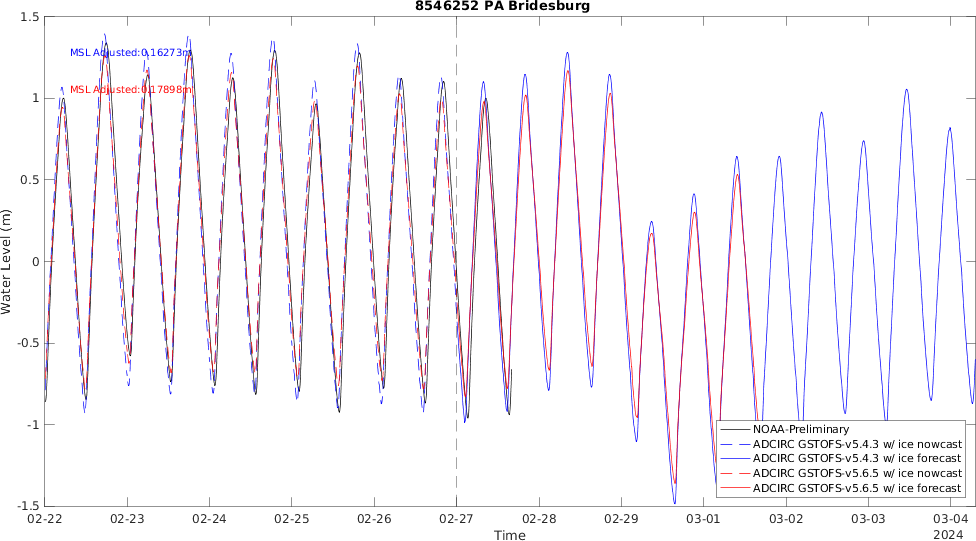 8546252 PA Bridesburg
1.5
MSL Adjusted:0.16273m
MSL Adjusted:0.17898m
1
0.5
0
-0.5
-1
-1.5
Water Level (m)
NOAA-Preliminary
ADCIRC GSTOFS-v5.4.3 w/ ice nowcast
ADCIRC GSTOFS-v5.4.3 w/ ice forecast
ADCIRC GSTOFS-v5.6.5 w/ ice nowcast
ADCIRC GSTOFS-v5.6.5 w/ ice forecast
02-22 02-23 02-24 02-25 02-26 02-27 02-28 02-29 03-01 03-02 03-03 03-04
Time
2024